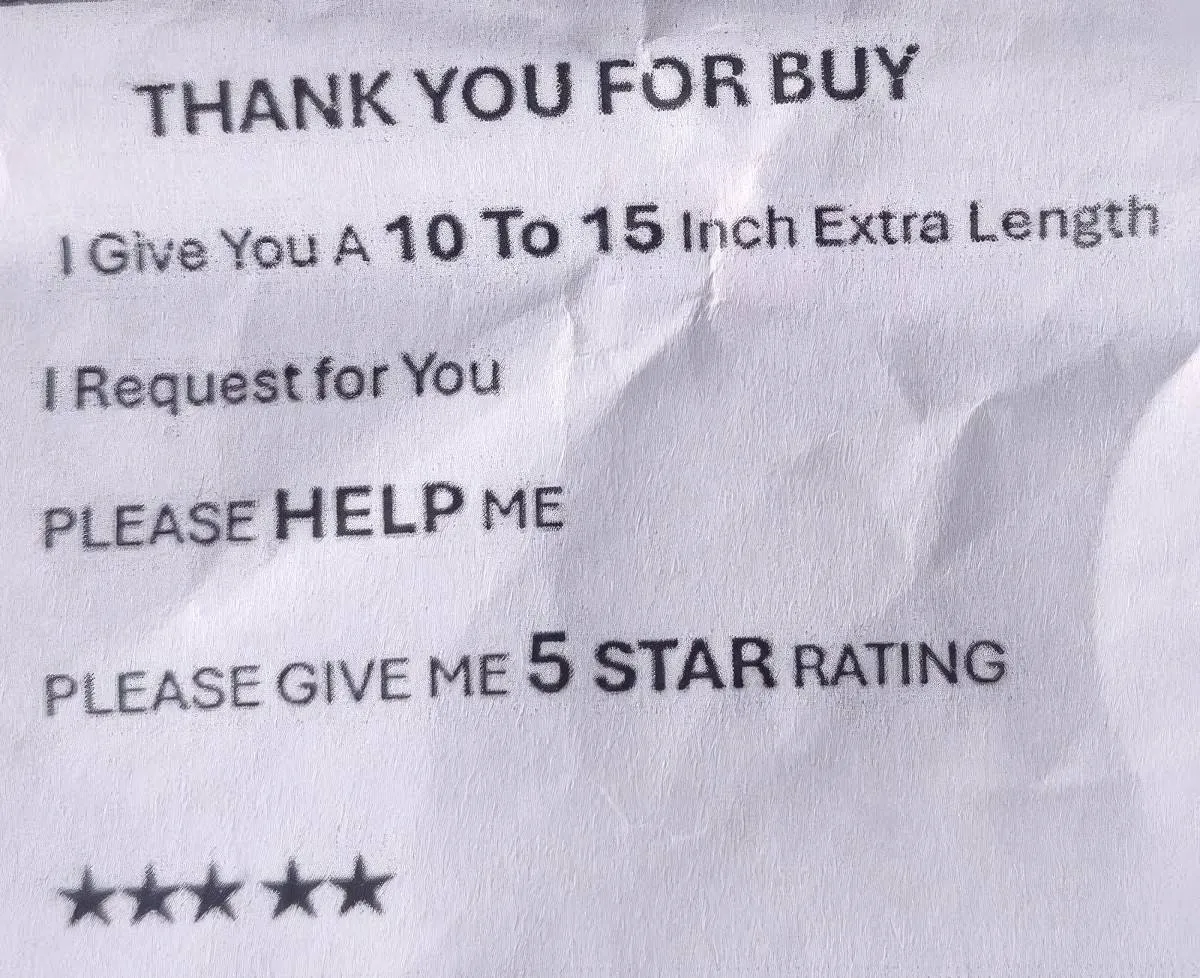 THANK YOU FOR BUY
I Give You A 10 To 15 Inch Extra Length
I Request for You
PLEASE HELP ME
PLEASE GIVE ME 5 STAR RATING
★★★ ★★